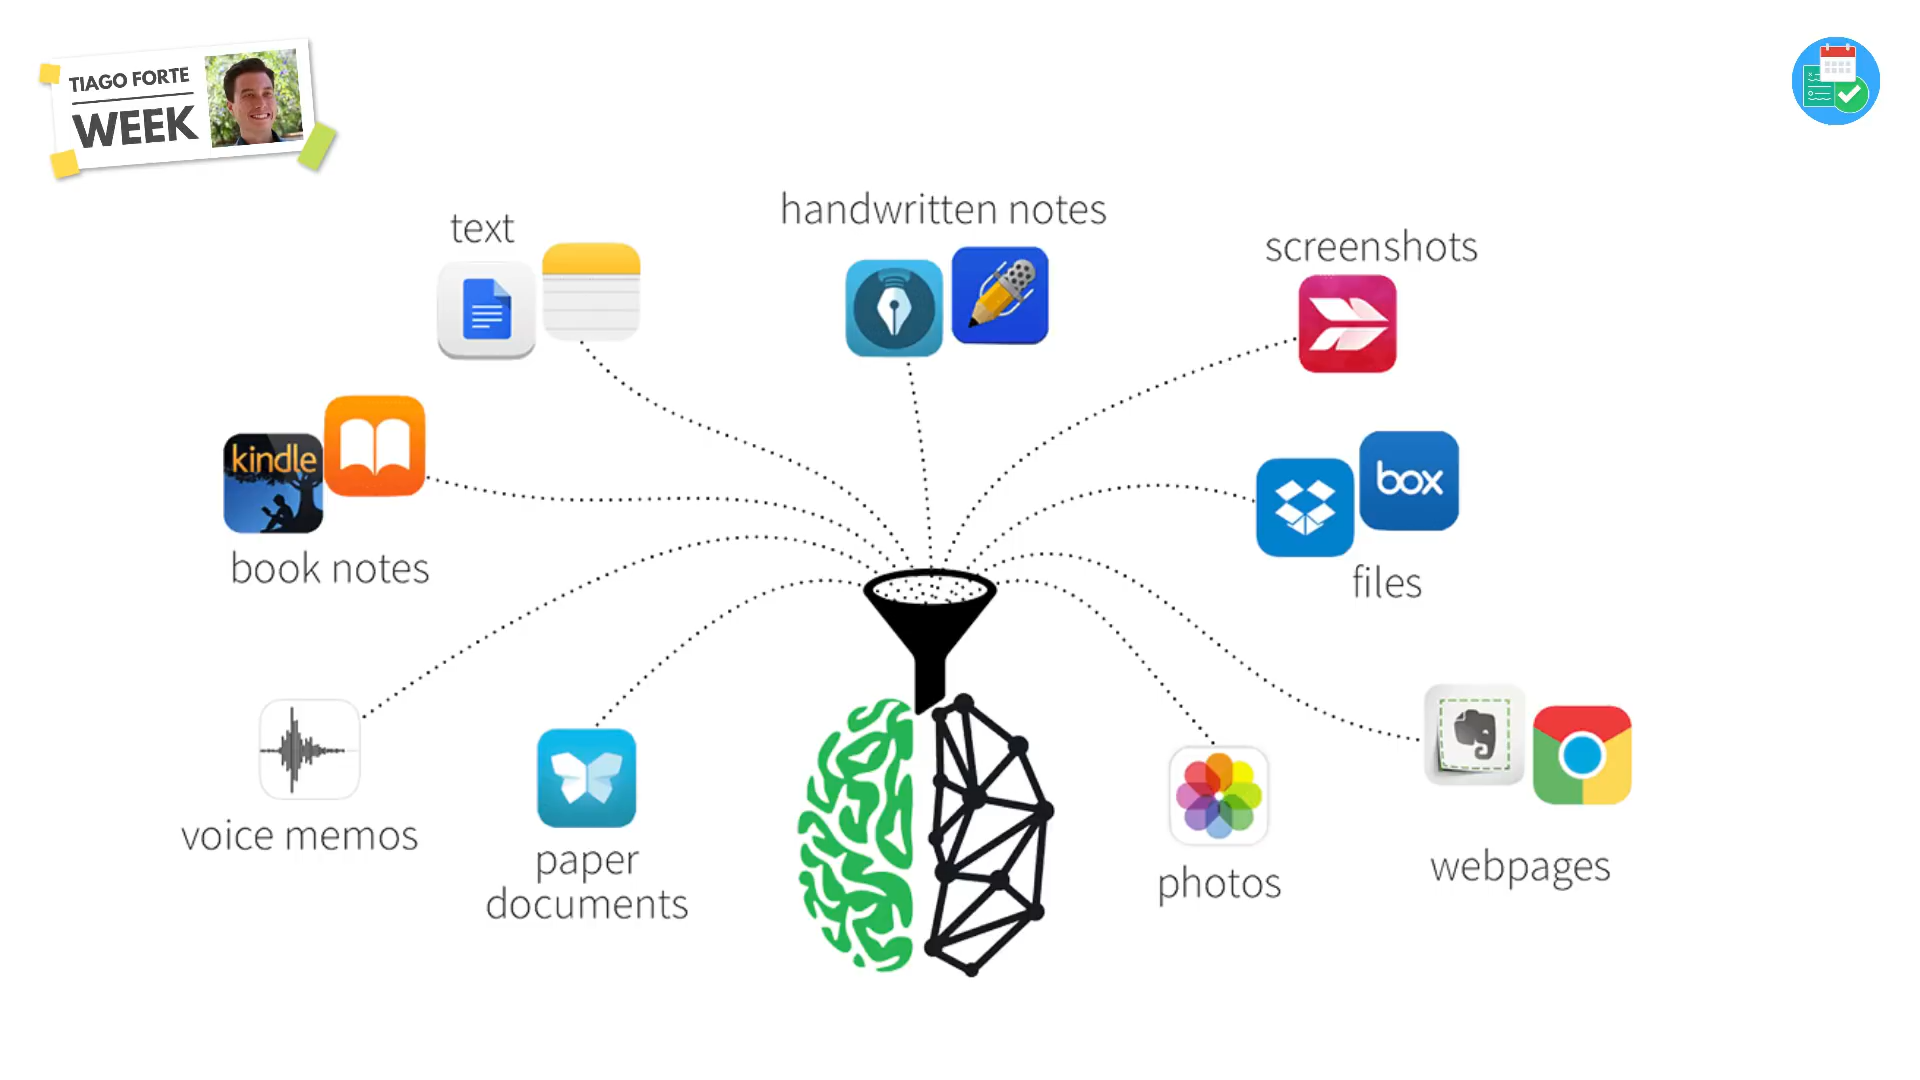 TIAGO FORTE
WEEK
text
handwritten notes
screenshots
kindle
book notes
box
files
voice memos
paper
documents
photos
webpages